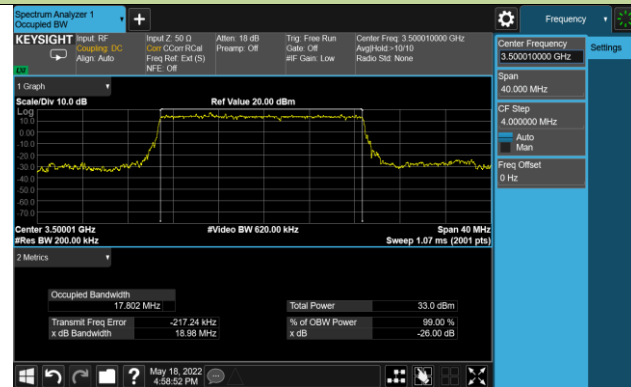 Spectrum Analyzer 1
Occupied BW
Frequency
KEYSIGHT
Input: RF
Coupling: DC
Align: Auto
LXI
Input Z: 50 Ω
Corr CCorr RCal
Freq Ref: Ext (S)
NFE: Off
Atten: 18 dB
Preamp: Off
Trig: Free Run
Gate: Off
#IF Gain: Low
Center Freq: 3.500010000 GHz
Avg|Hold:>10/10
Radio Std: None
Center Frequency
3.500010000 GHz
Settings
Span
40.000 MHz
CF Step
4.000000 MHz
Auto
Man
Freq Offset
0 Hz
1 Graph
Scale/Div 10.0 dB
Ref Value 20.00 dBm
Log
10.0
0.00
-10.0
-20.0
-30.0
-40.0
-50.0
-60.0
-70.0
Center 3.50001 GHz
#Video BW 620.00 kHz
Span 40 MHz
#Res BW 200.00 kHz
Sweep 1.07 ms (2001 pts)
2 Metrics
Occupied Bandwidth
17.802 MHz
Total Power 33.0 dBm
Transmit Freq Error -217.24 kHz
% of OBW Power 99.00 %
x dB Bandwidth 18.98 MHz
x dB -26.00 dB
?
May 18, 2022
4:58:52 PM